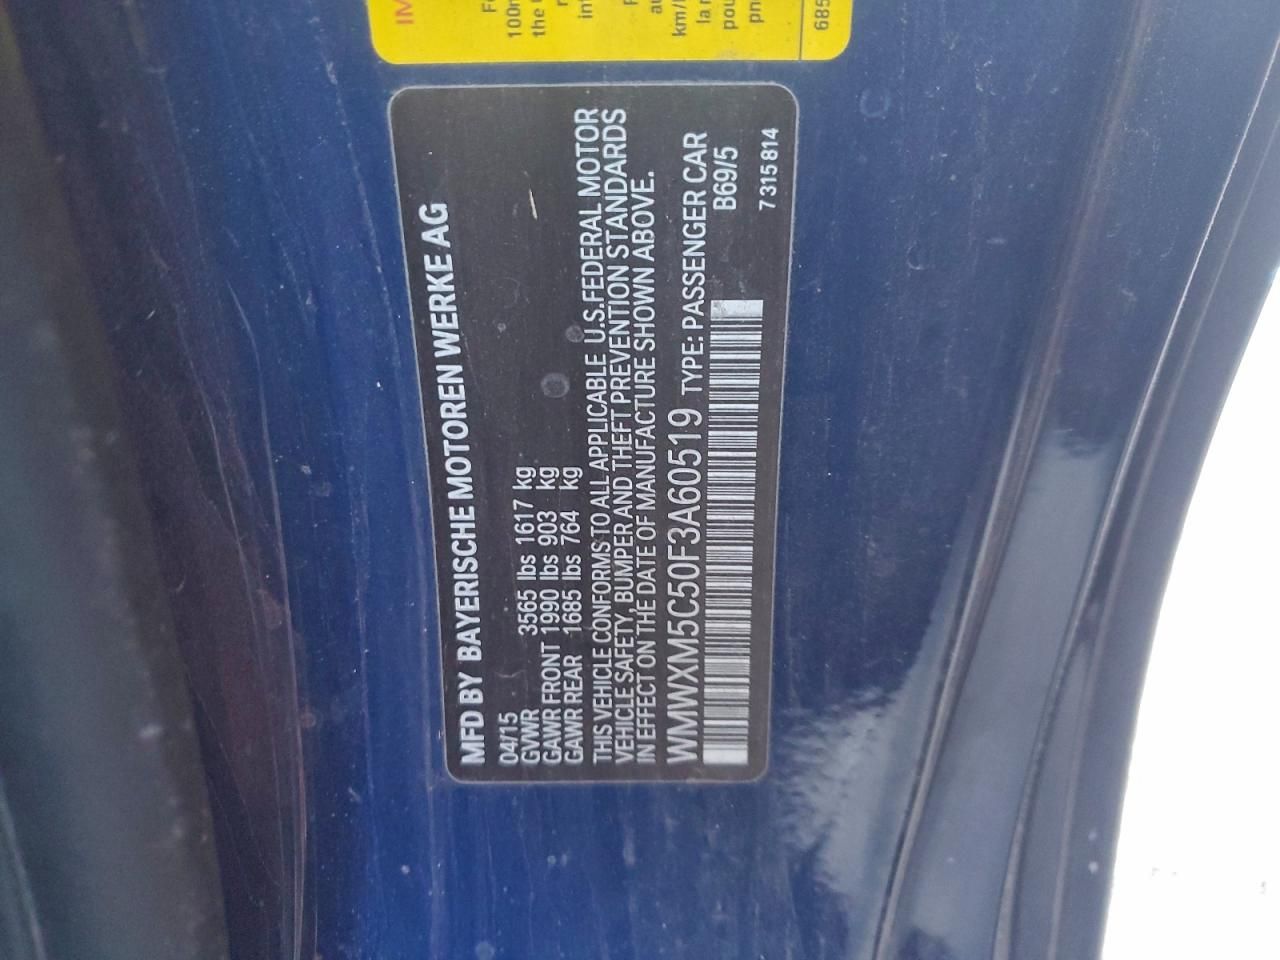 MFD BY BAYERISCHE MOTOREN WERKE AG
04/15
GVWR 3565 lbs 1617 kg
GAWR FRONT 1990 lbs 903 kg
GAWR REAR 1685 lbs 764 kg
THIS VEHICLE CONFORMS TO ALL APPLICABLE U.S.FEDERAL MOTOR
VEHICLE SAFETY, BUMPER AND THEFT PREVENTION STANDARDS
IN EFFECT ON THE DATE OF MANUFACTURE SHOWN ABOVE.
WMWXM5C50F3A60519 TYPE: PASSENGER CAR
B69/5
7 315 814
the
km/
685